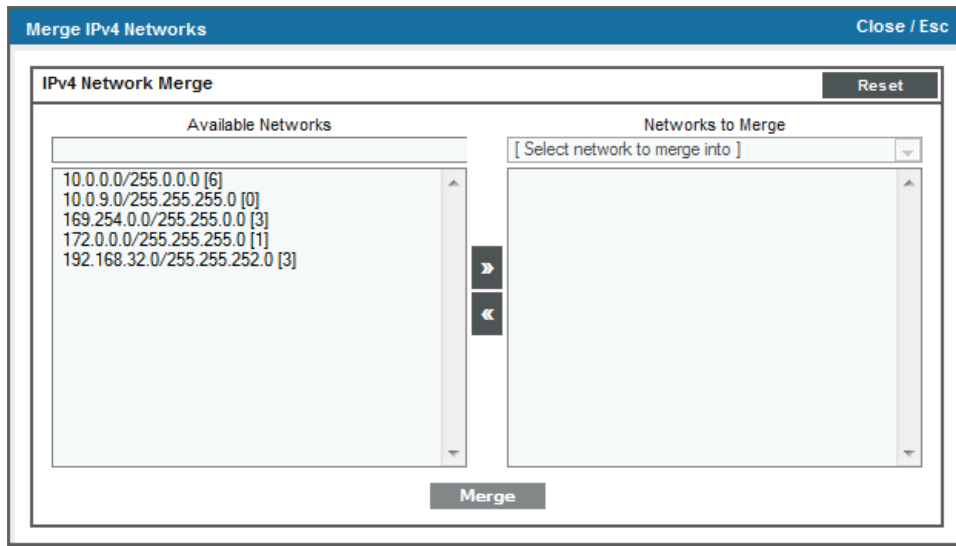 Merge IPv4 Networks
Close / Esc
IPv4 Network Merge
Reset
Available Networks
Networks to Merge
[ Select network to merge into ]
10.0.0.0/255.0.0.0 [6]
10.0.9.0/255.255.255.0 [0]
169.254.0.0/255.255.0.0 [3]
172.0.0.0/255.255.255.0 [1]
192.168.32.0/255.255.252.0 [3]
»
«
Merge